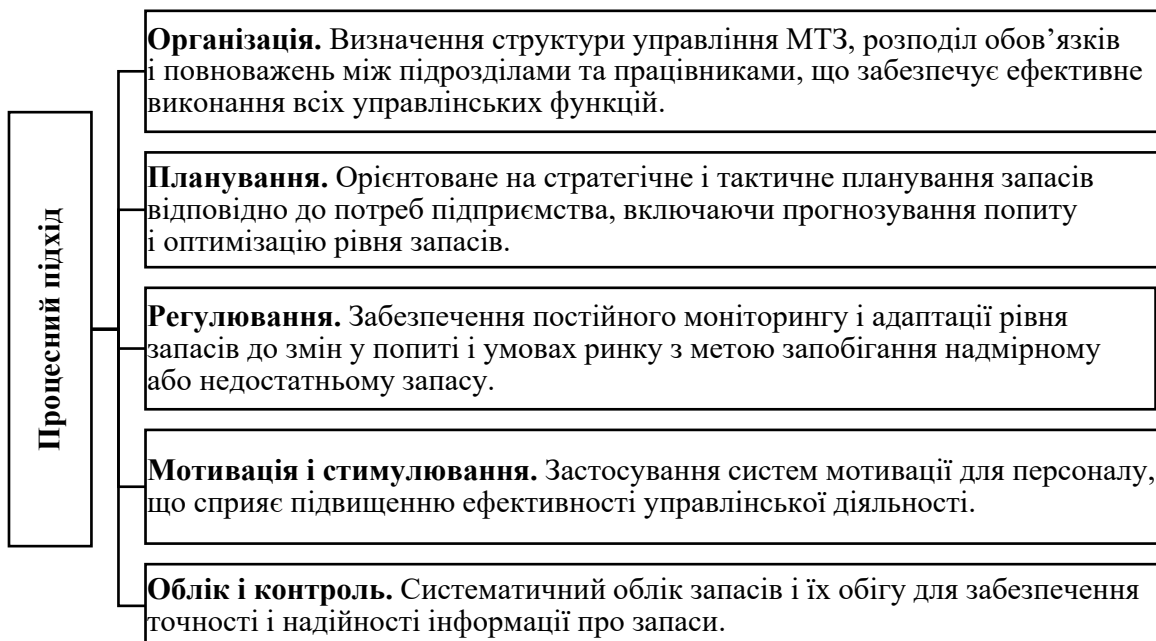 Процесний підхід
Організація. Визначення структури управління МТЗ, розподіл обов’язків
і повноважень між підрозділами та працівниками, що забезпечує ефективне
виконання всіх управлінських функцій.
Планування. Орієнтоване на стратегічне і тактичне планування запасів
відповідно до потреб підприємства, включаючи прогнозування попиту
і оптимізацію рівня запасів.
Регулювання. Забезпечення постійного моніторингу і адаптації рівня
запасів до змін у попиті і умовах ринку з метою запобігання надмірному
або недостатньому запасу.
Мотивація і стимулювання. Застосування систем мотивації для персоналу,
що сприяє підвищенню ефективності управлінської діяльності.
Облік і контроль. Систематичний облік запасів і їх обігу для забезпечення
точності і надійності інформації про запаси.